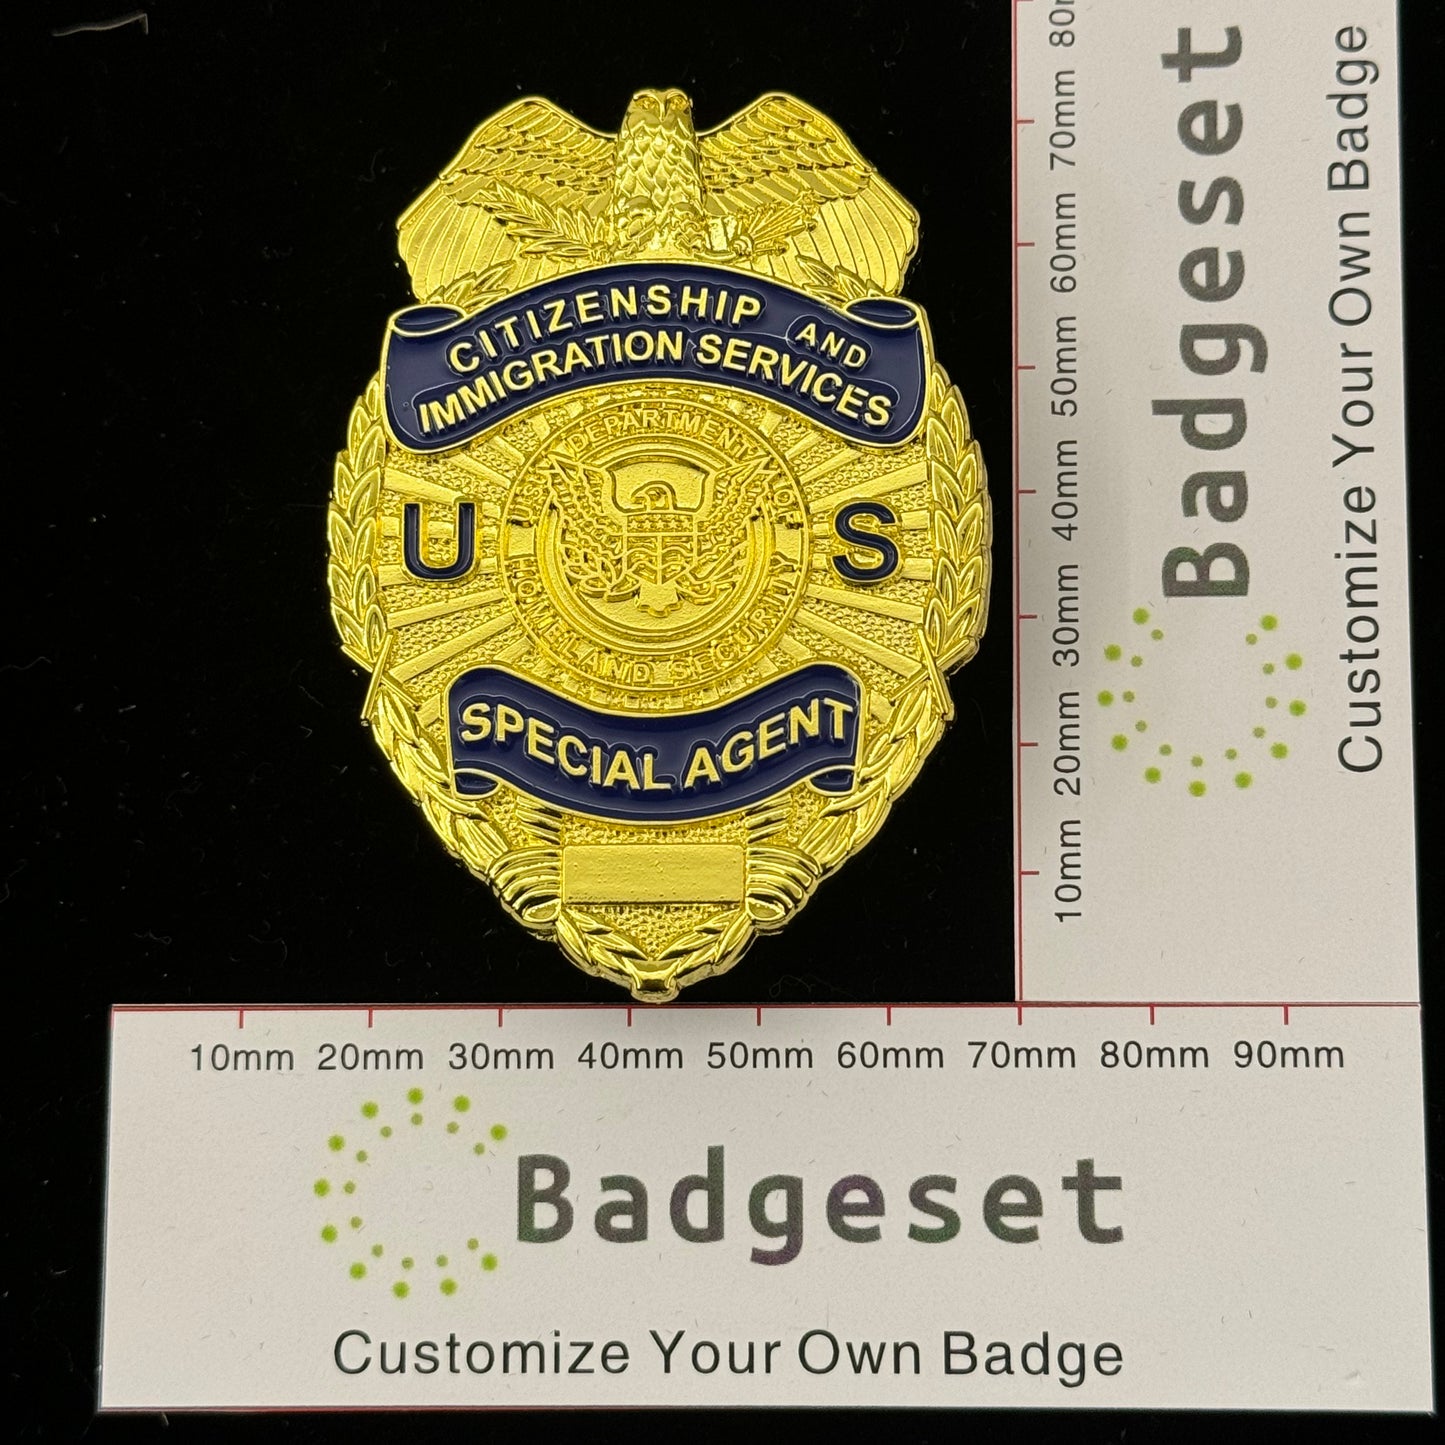 CITIZENSHIP AND
IMMIGRATION SERVICES
U.S. DEPARTMENT OF
HOMELAND SECURITY
U S
SPECIAL AGENT
80m
70mm
60mm
50mm
40mm
30mm
20mm
10mm
Badgeset
Customize Your Own Badge
10mm 20mm 30mm 40mm 50mm 60mm 70mm 80mm 90mm
Badgeset
Customize Your Own Badge